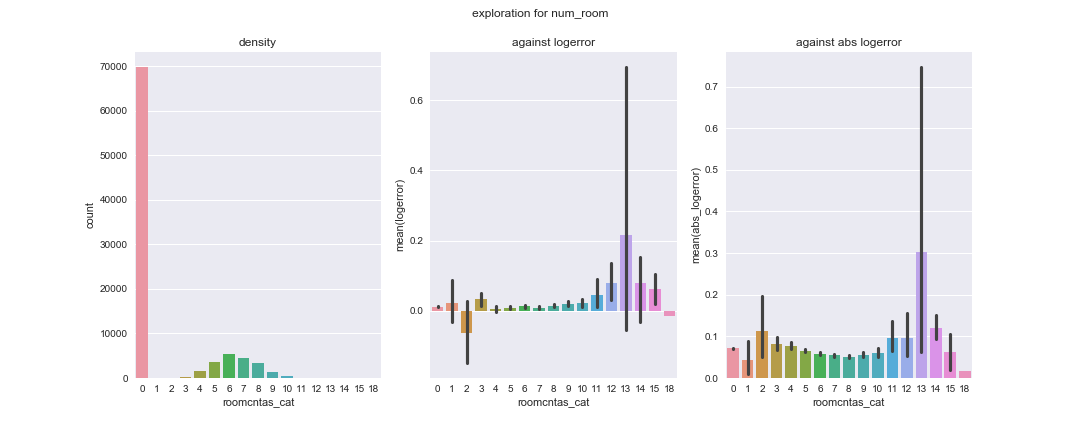 exploration for num_room
density
against logerror
against abs logerror
count
70000
60000
50000
40000
30000
20000
10000
0
0 1 2 3 4 5 6 7 8 9 10 11 12 13 14 15 18
roomcntas_cat
mean(logerror)
0.6
0.4
0.2
0.0
0 1 2 3 4 5 6 7 8 9 10 11 12 13 14 15 18
roomcntas_cat
mean(abs_logerror)
0.7
0.6
0.5
0.4
0.3
0.2
0.1
0.0
0 1 2 3 4 5 6 7 8 9 10 11 12 13 14 15 18
roomcntas_cat